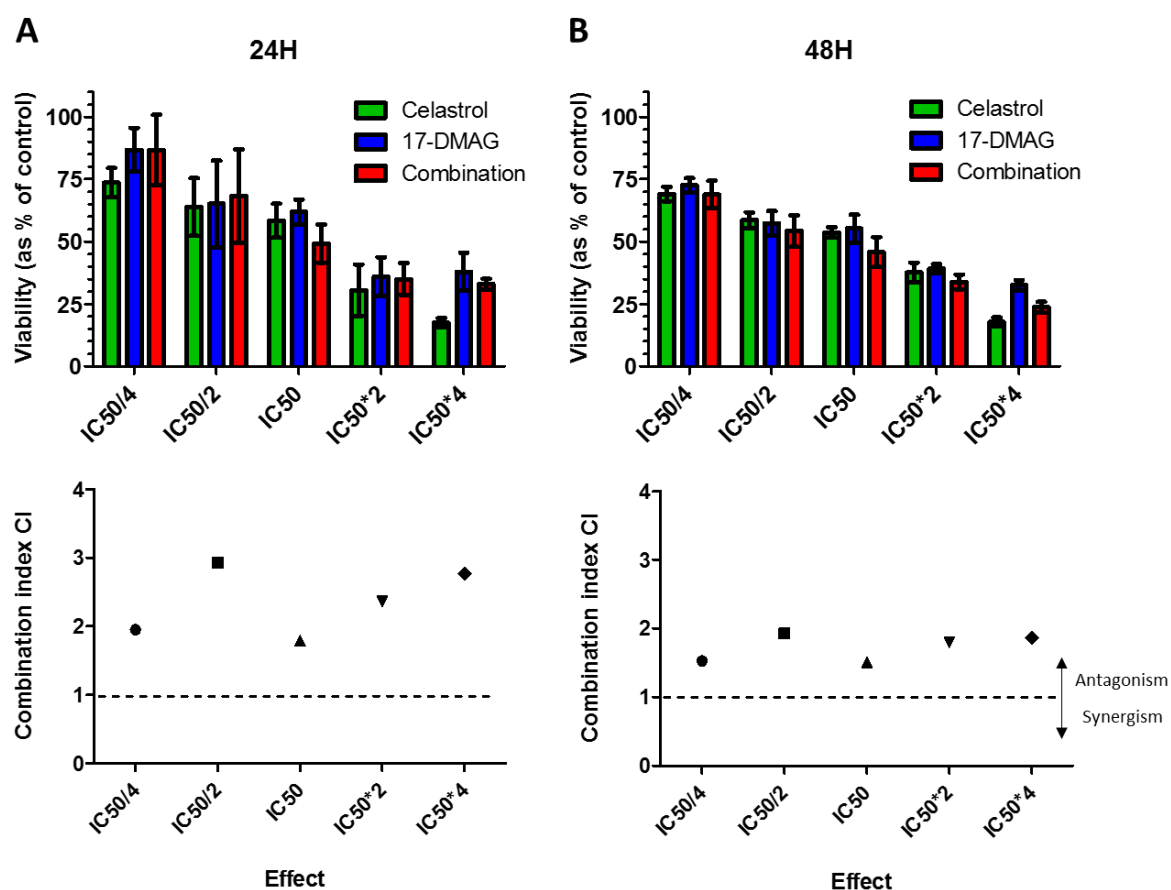 A
24H
Viability (as % of control)
100
75
50
25
0
Celastrol
17-DMAG
Combination
IC50/4
IC50/2
IC50
IC50*2
IC50*4
Combination index CI
4
3
2
1
0
IC50/4
IC50/2
IC50
IC50*2
IC50*4
Effect
B
48H
Viability (as % of control)
100
75
50
25
0
Celastrol
17-DMAG
Combination
IC50/4
IC50/2
IC50
IC50*2
IC50*4
Combination index CI
4
3
2
1
0
Antagonism
Synergism
IC50/4
IC50/2
IC50
IC50*2
IC50*4
Effect